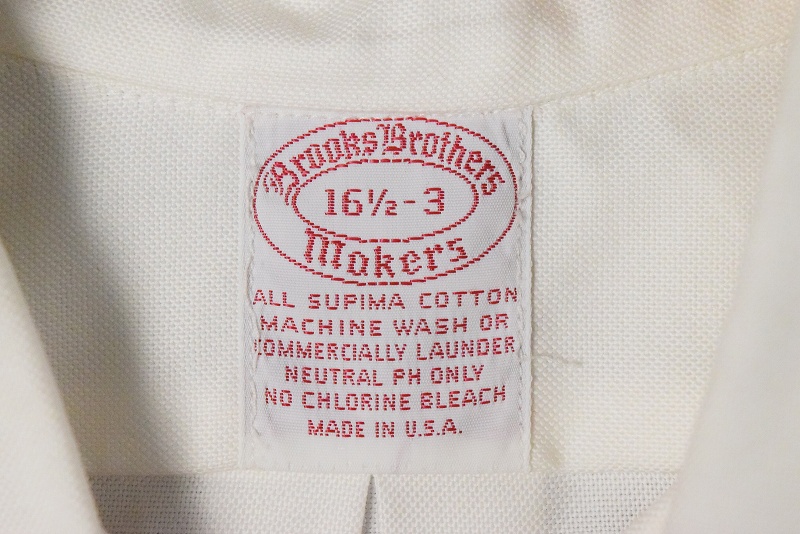 Brooks Brothers
16½-3
Makers
ALL SUPIMA COTTON
MACHINE WASH OR
COMMERCIALLY LAUNDER
NEUTRAL PH ONLY
NO CHLORINE BLEACH
MADE IN U.S.A.